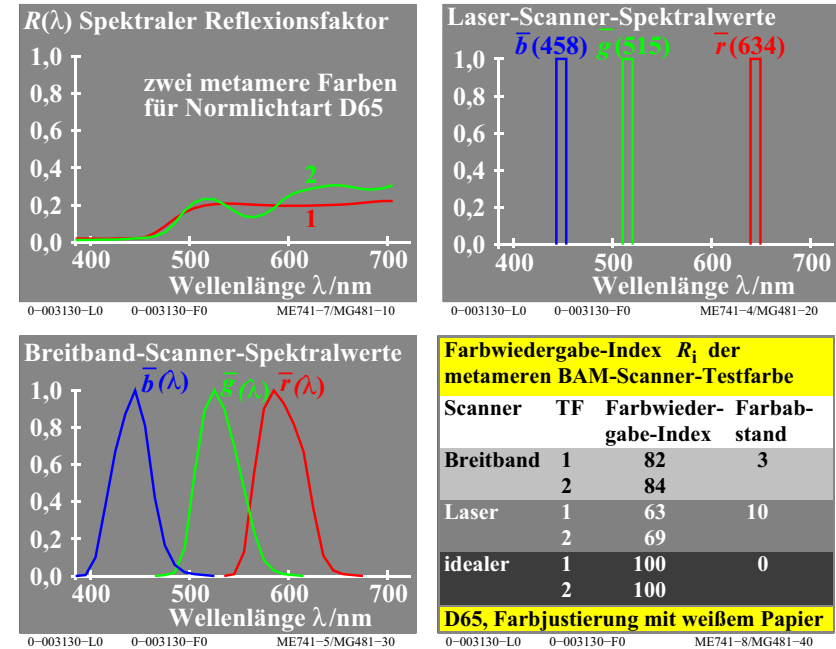 R(λ) Spektraler Reflexionsfaktor
1,0
zwei metamere Farben
0,8
für Normlichtart D65
0,6
0,4
2
0,2
1
0,0
400 500 600 700
Wellenlänge λ/nm
0−003130−L0 0−003130−F0 ME741−7/MG481−10
Laser-Scanner-Spektralwerte
b̅(458) g̅(515) r̅(634)
1,0
0,8
0,6
0,4
0,2
0,0
400 500 600 700
Wellenlänge λ/nm
0−003130−L0 0−003130−F0 ME741−4/MG481−20
Breitband-Scanner-Spektralwerte
b̅(λ) g̅(λ) r̅(λ)
1,0
0,8
0,6
0,4
0,2
0,0
400 500 600 700
Wellenlänge λ/nm
0−003130−L0 0−003130−F0 ME741−5/MG481−30
Farbwiedergabe-Index Ri der
metameren BAM-Scanner-Testfarbe
Scanner TF Farbwieder- Farbab-
gabe-Index stand
Breitband 1 82 3
2 84
Laser 1 63 10
2 69
idealer 1 100 0
2 100
D65, Farbjustierung mit weißem Papier
0−003130−L0 0−003130−F0 ME741−8/MG481−40